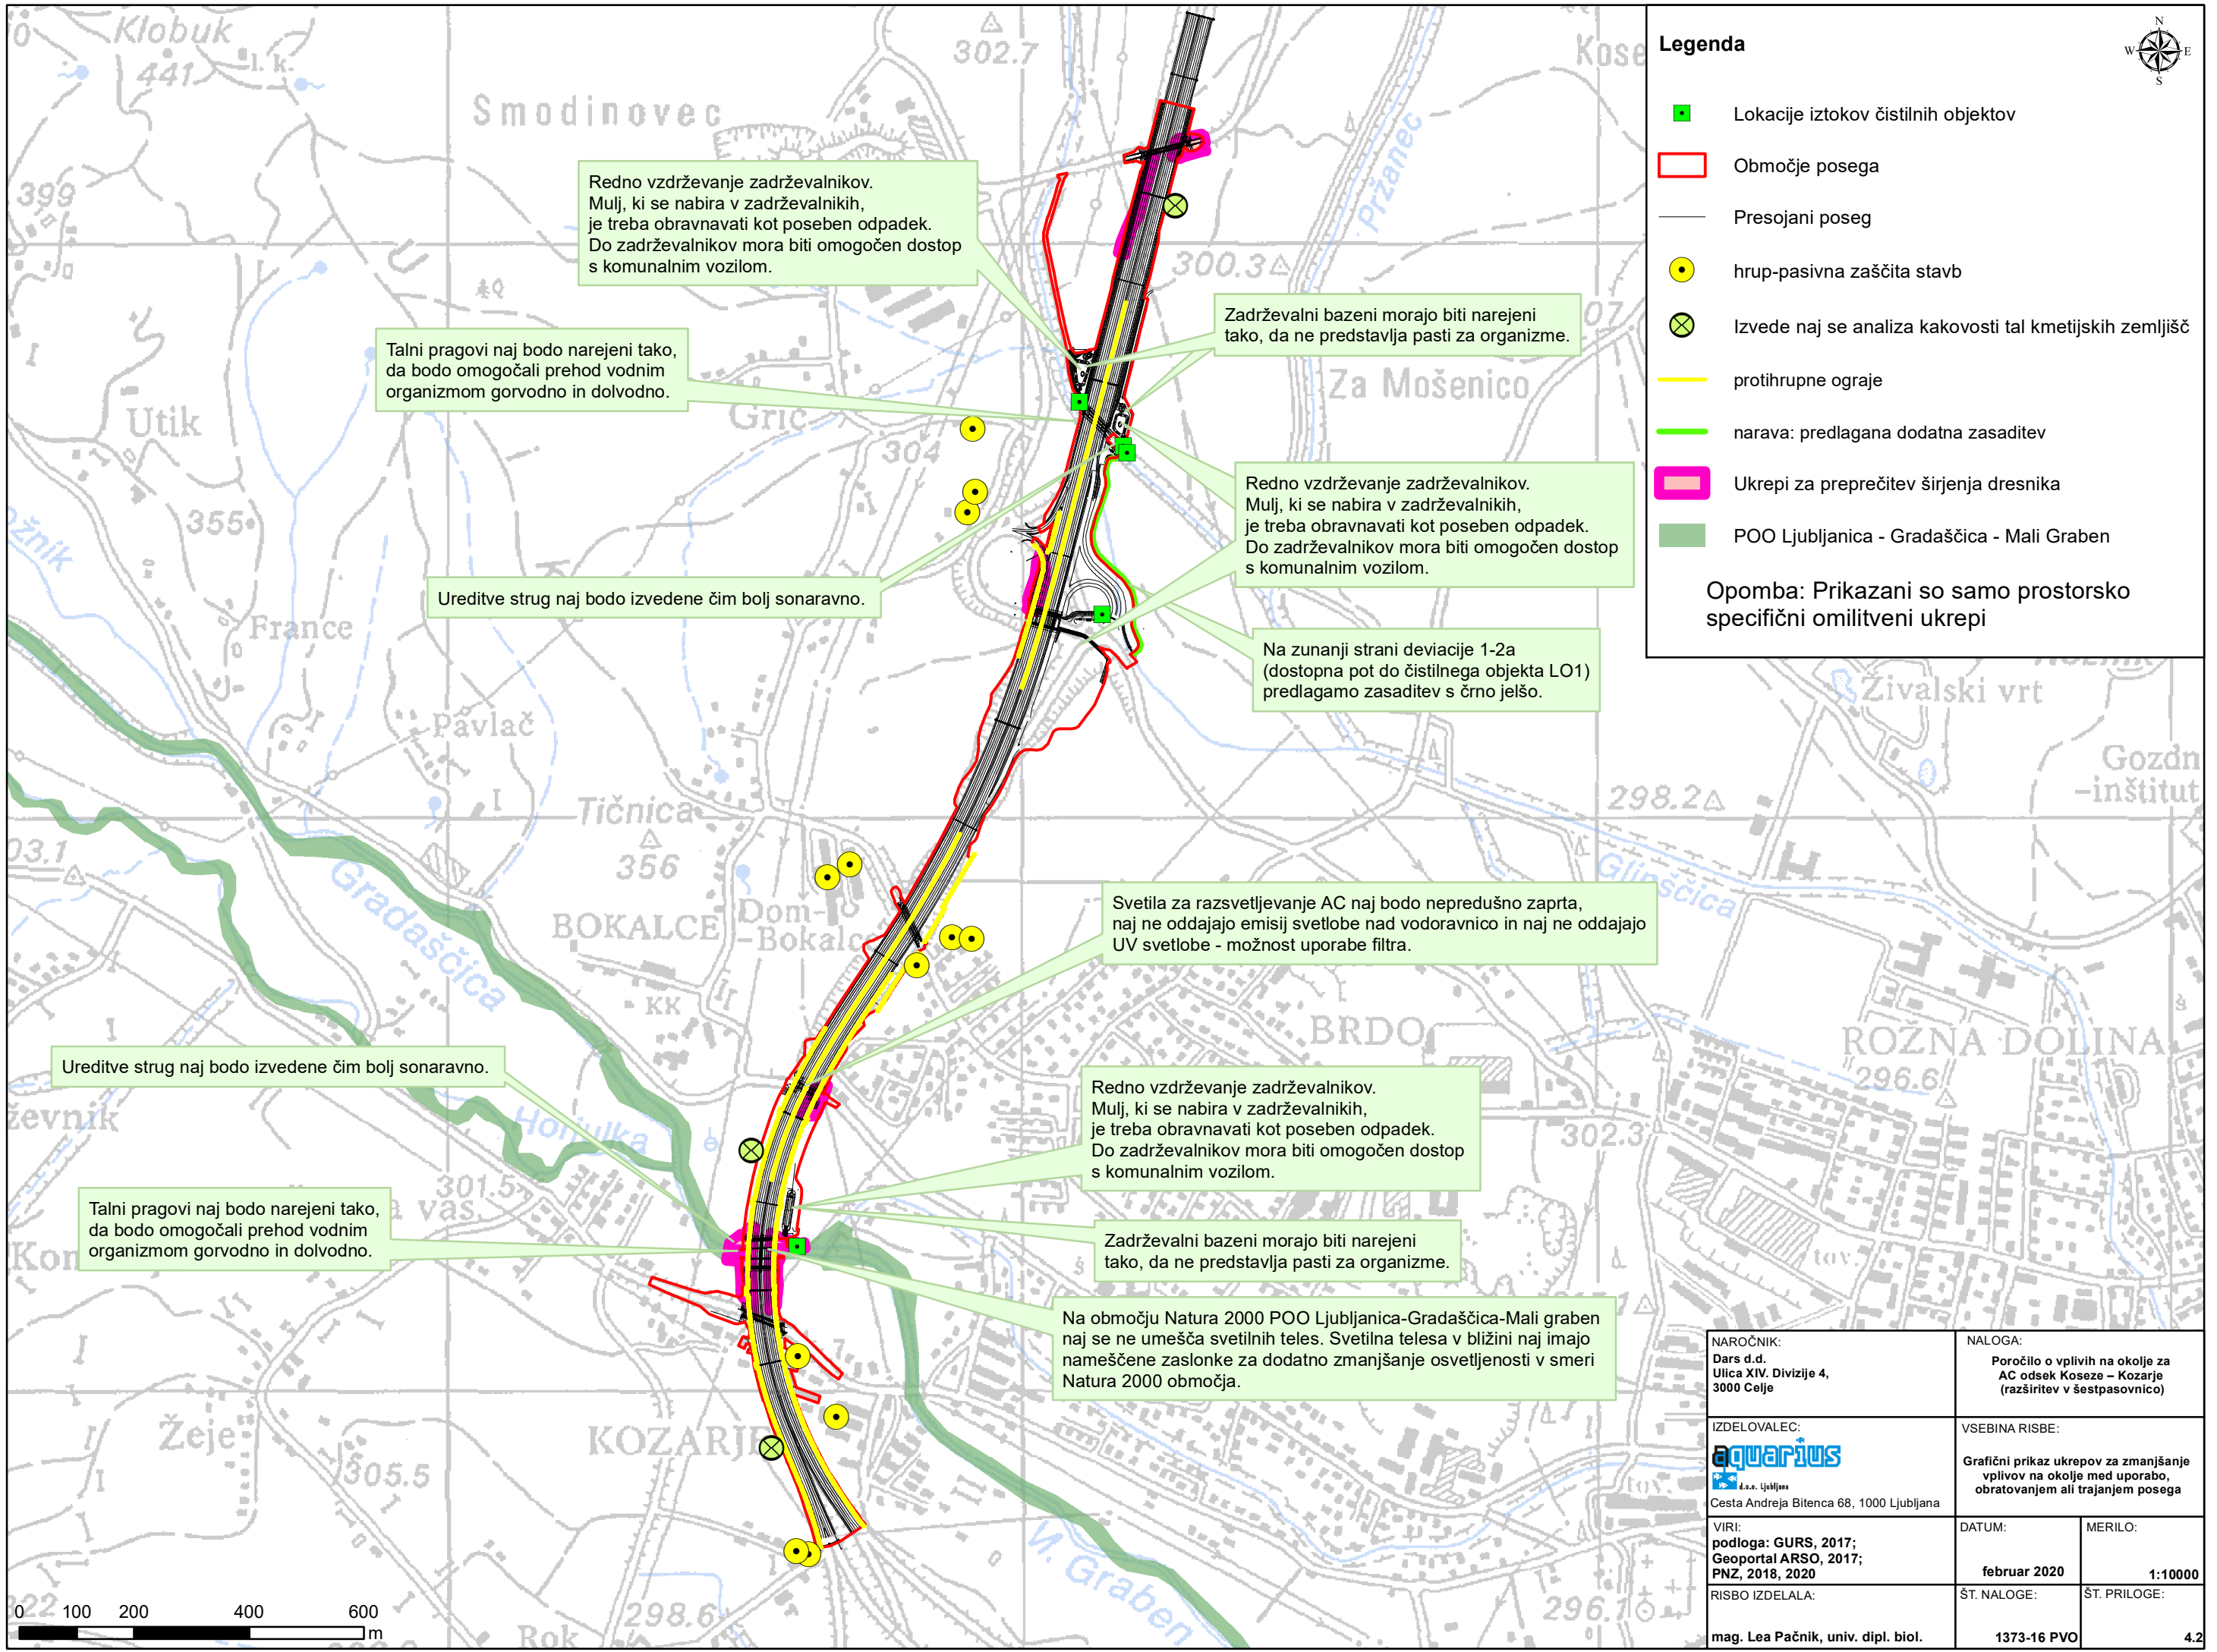 Klobuk
441
l. k.
302.7
Kose
Smodinovec
399
Pržanec
300.3
07
Redno vzdrževanje zadrževalnikov.
Mulj, ki se nabira v zadrževalnikih,
je treba obravnavati kot poseben odpadek.
Do zadrževalnikov mora biti omogočen dostop
s komunalnim vozilom.
Zadrževalni bazeni morajo biti narejeni
tako, da ne predstavlja pasti za organizme.
Talni pragovi naj bodo narejeni tako,
da bodo omogočali prehod vodnim
organizmom gorvodno in dolvodno.
Za Mošenico
Utik
Grič
304
355
ožnik
Redno vzdrževanje zadrževalnikov.
Mulj, ki se nabira v zadrževalnikih,
je treba obravnavati kot poseben odpadek.
Do zadrževalnikov mora biti omogočen dostop
s komunalnim vozilom.
Ureditve strug naj bodo izvedene čim bolj sonaravno.
France
Na zunanji strani deviacije 1-2a
(dostopna pot do čistilnega objekta LO1)
predlagamo zasaditev s črno jelšo.
Pavlač
Živalski vrt
Gozdn
-inštitut
298.2
Tičnica
356
03.1
Gradaščica
Glinščica
BOKALCE
Dom-
-Bokalce
KK
Svetila za razsvetljevanje AC naj bodo nepredušno zaprta,
naj ne oddajajo emisij svetlobe nad vodoravnico in naj ne oddajajo
UV svetlobe - možnost uporabe filtra.
BRDO
ROŽNA DOLINA
296.6
Ureditve strug naj bodo izvedene čim bolj sonaravno.
ževnik
Homulka
302.3
Redno vzdrževanje zadrževalnikov.
Mulj, ki se nabira v zadrževalnikih,
je treba obravnavati kot poseben odpadek.
Do zadrževalnikov mora biti omogočen dostop
s komunalnim vozilom.
301.5
vas
Talni pragovi naj bodo narejeni tako,
da bodo omogočali prehod vodnim
organizmom gorvodno in dolvodno.
Zadrževalni bazeni morajo biti narejeni
tako, da ne predstavlja pasti za organizme.
tov.
Na območju Natura 2000 POO Ljubljanica-Gradaščica-Mali graben
naj se ne umešča svetilnih teles. Svetilna telesa v bližini naj imajo
nameščene zaslonke za dodatno zmanjšanje osvetljenosti v smeri
Natura 2000 območja.
Žeje
305.5
KOZARJE
M. Graben
298.6
296.1
Rok
322
0 100 200 400 600
m
Legenda
N
W E
S
Lokacije iztokov čistilnih objektov
Območje posega
Presojani poseg
hrup-pasivna zaščita stavb
Izvede naj se analiza kakovosti tal kmetijskih zemljišč
protihrupne ograje
narava: predlagana dodatna zasaditev
Ukrepi za preprečitev širjenja dresnika
POO Ljubljanica - Gradaščica - Mali Graben
Opomba: Prikazani so samo prostorsko
specifični omilitveni ukrepi
NAROČNIK:
Dars d.d.
Ulica XIV. Divizije 4,
3000 Celje
NALOGA:
Poročilo o vplivih na okolje za
AC odsek Koseze – Kozarje
(razširitev v šestpasovnico)
IZDELOVALEC:
aquarius
d.o.o. Ljubljana
Cesta Andreja Bitenca 68, 1000 Ljubljana
VSEBINA RISBE:
Grafični prikaz ukrepov za zmanjšanje
vplivov na okolje med uporabo,
obratovanjem ali trajanjem posega
VIRI:
podloga: GURS, 2017;
Geoportal ARSO, 2017;
PNZ, 2018, 2020
DATUM:
februar 2020
MERILO:
1:10000
RISBO IZDELALA:
mag. Lea Pačnik, univ. dipl. biol.
ŠT. NALOGE:
1373-16 PVO
ŠT. PRILOGE:
4.2